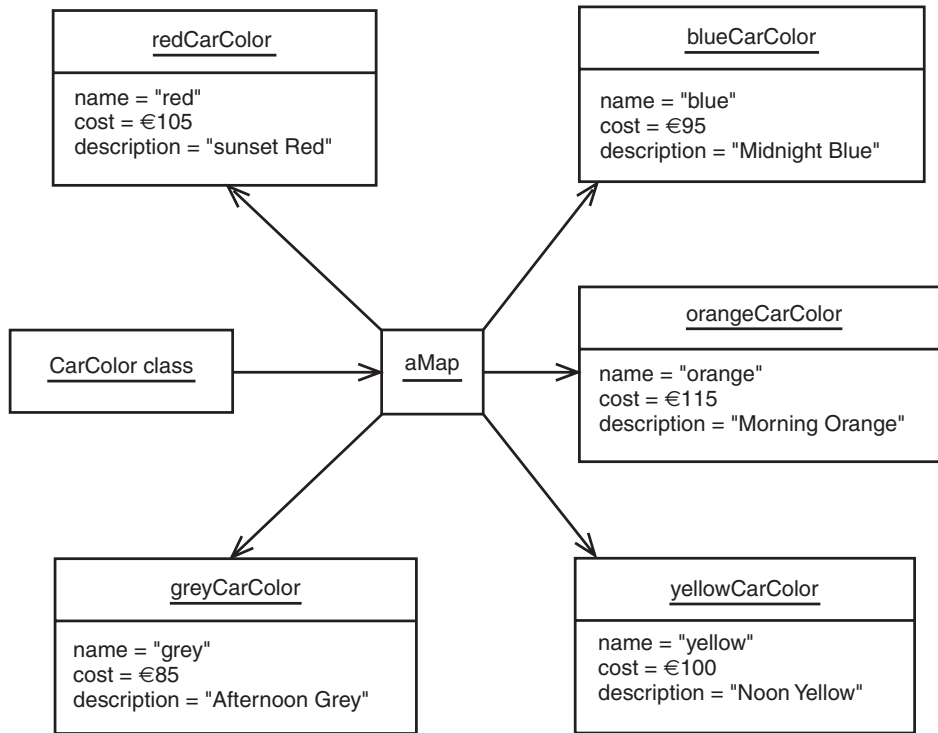 redCarColor
name = "red"
cost = €105
description = "sunset Red"
blueCarColor
name = "blue"
cost = €95
description = "Midnight Blue"
CarColor class
aMap
orangeCarColor
name = "orange"
cost = €115
description = "Morning Orange"
greyCarColor
name = "grey"
cost = €85
description = "Afternoon Grey"
yellowCarColor
name = "yellow"
cost = €100
description = "Noon Yellow"